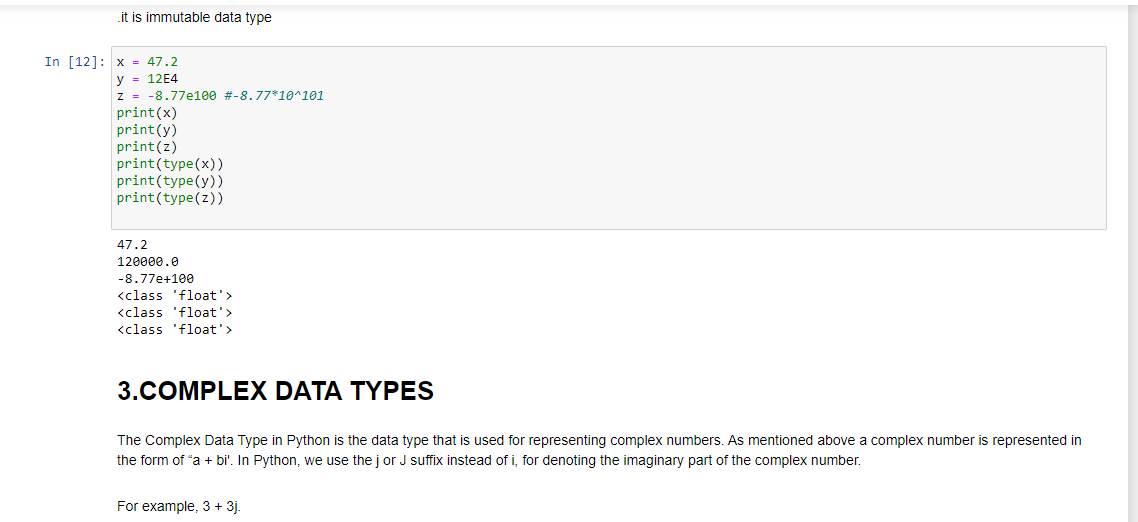 .it is immutable data type
In [12]: x = 47.2
y = 12E4
z = -8.77e100 #-8.77*10^101
print(x)
print(y)
print(z)
print(type(x))
print(type(y))
print(type(z))
47.2
120000.0
-8.77e+100
<class 'float'>
<class 'float'>
<class 'float'>
3.COMPLEX DATA TYPES
The Complex Data Type in Python is the data type that is used for representing complex numbers. As mentioned above a complex number is represented in
the form of “a + bi'. In Python, we use the j or J suffix instead of i, for denoting the imaginary part of the complex number.
For example, 3 + 3j.